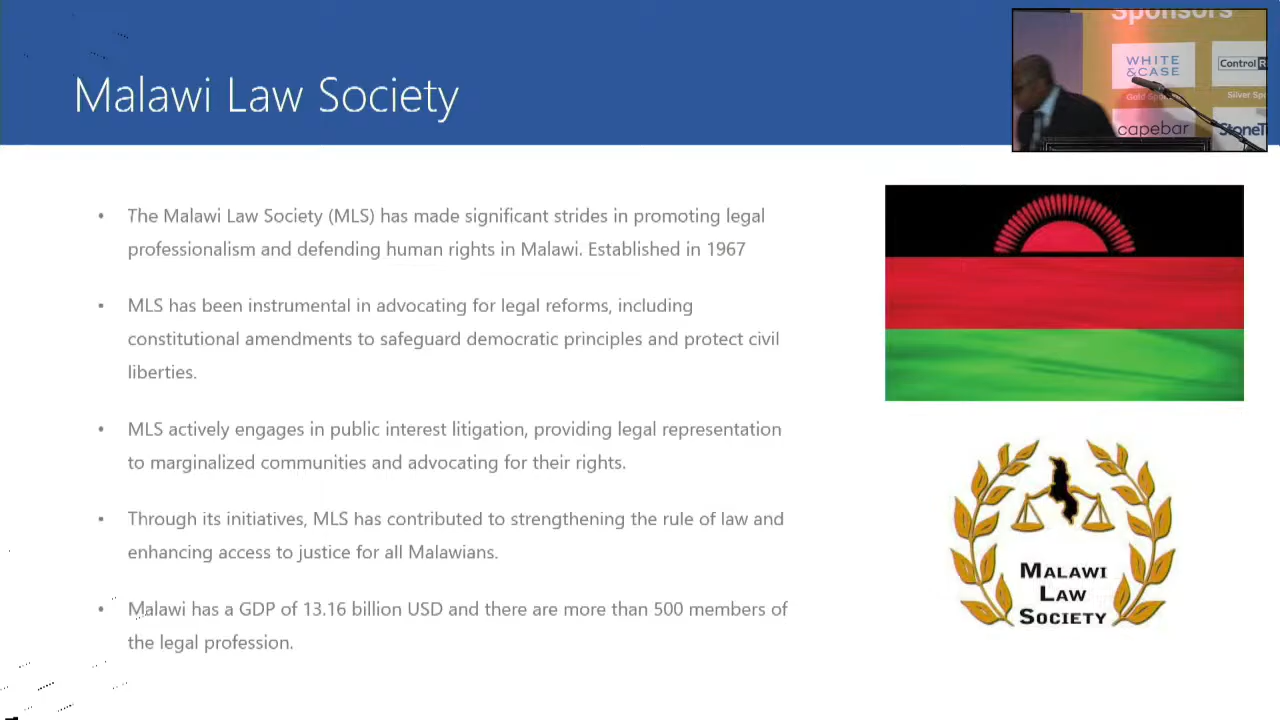 Malawi Law Society
Sponsors
WHITE
&CASE
Control
Gold
Silver
capebar
• The Malawi Law Society (MLS) has made significant strides in promoting legal
professionalism and defending human rights in Malawi. Established in 1967
• MLS has been instrumental in advocating for legal reforms, including
constitutional amendments to safeguard democratic principles and protect civil
liberties.
• MLS actively engages in public interest litigation, providing legal representation
to marginalized communities and advocating for their rights.
• Through its initiatives, MLS has contributed to strengthening the rule of law and
enhancing access to justice for all Malawians.
• Malawi has a GDP of 13.16 billion USD and there are more than 500 members of
the legal profession.
MALAWI
LAW
SOCIETY